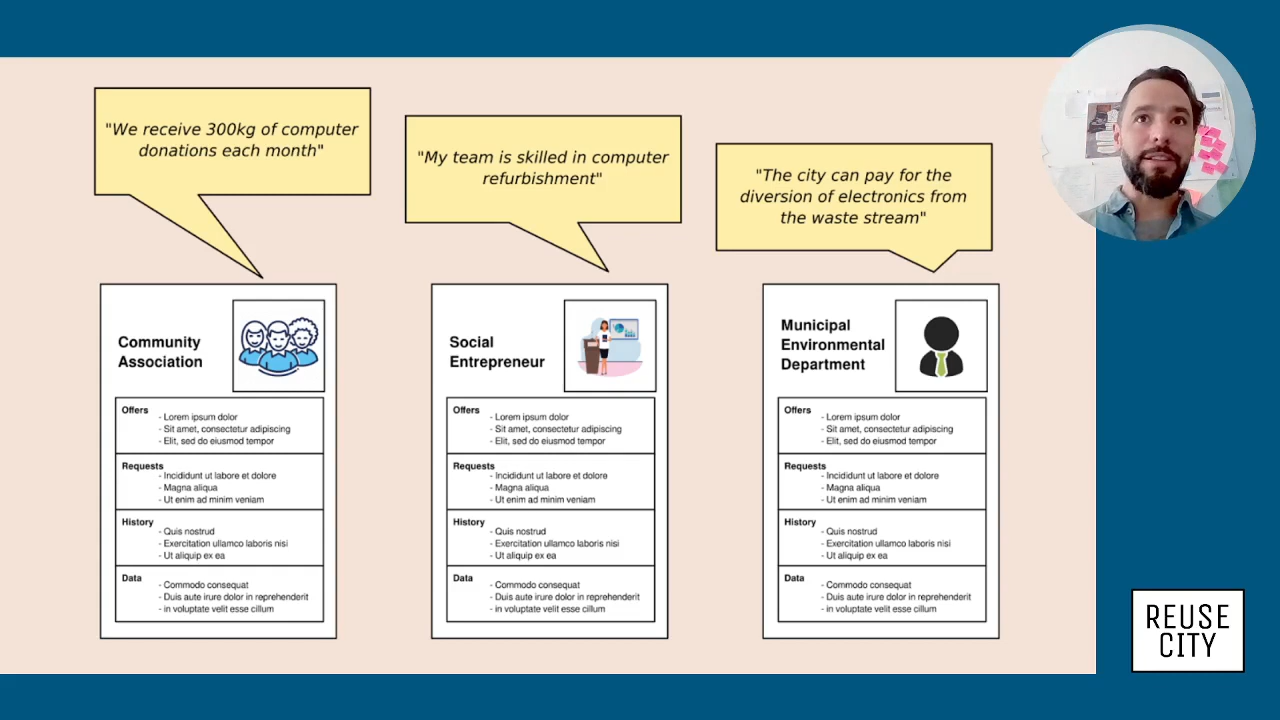 "We receive 300kg of computer
donations each month"
"My team is skilled in computer
refurbishment"
"The city can pay for the
diversion of electronics from
the waste stream"
Community
Association
Offers
- Lorem ipsum dolor
- Sit amet, consectetur adipiscing
- Elit, sed do eiusmod tempor
Requests
- Incididunt ut labore et dolore
- Magna aliqua
- Ut enim ad minim veniam
History
- Quis nostrud
- Exercitation ullamco laboris nisi
- Ut aliquip ex ea
Data
- Commodo consequat
- Duis aute irure dolor in reprehenderit
- in voluptate velit esse cillum
Social
Entrepreneur
Offers
- Lorem ipsum dolor
- Sit amet, consectetur adipiscing
- Elit, sed do eiusmod tempor
Requests
- Incididunt ut labore et dolore
- Magna aliqua
- Ut enim ad minim veniam
History
- Quis nostrud
- Exercitation ullamco laboris nisi
- Ut aliquip ex ea
Data
- Commodo consequat
- Duis aute irure dolor in reprehenderit
- in voluptate velit esse cillum
Municipal
Environmental
Department
Offers
- Lorem ipsum dolor
- Sit amet, consectetur adipiscing
- Elit, sed do eiusmod tempor
Requests
- Incididunt ut labore et dolore
- Magna aliqua
- Ut enim ad minim veniam
History
- Quis nostrud
- Exercitation ullamco laboris nisi
- Ut aliquip ex ea
Data
- Commodo consequat
- Duis aute irure dolor in reprehenderit
- in voluptate velit esse cillum
REUSE
CITY